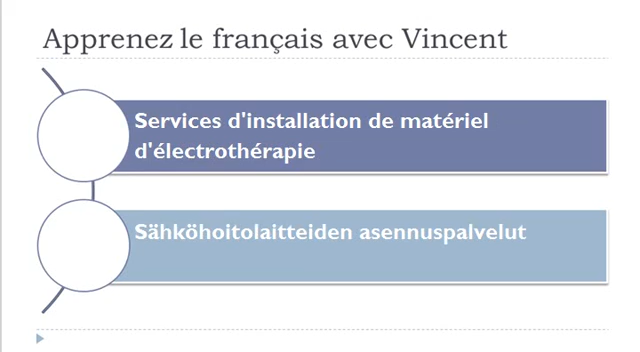 Apprenez le français avec Vincent
Services d'installation de matériel
d'électrothérapie
Sähköhoitolaitteiden asennuspalvelut